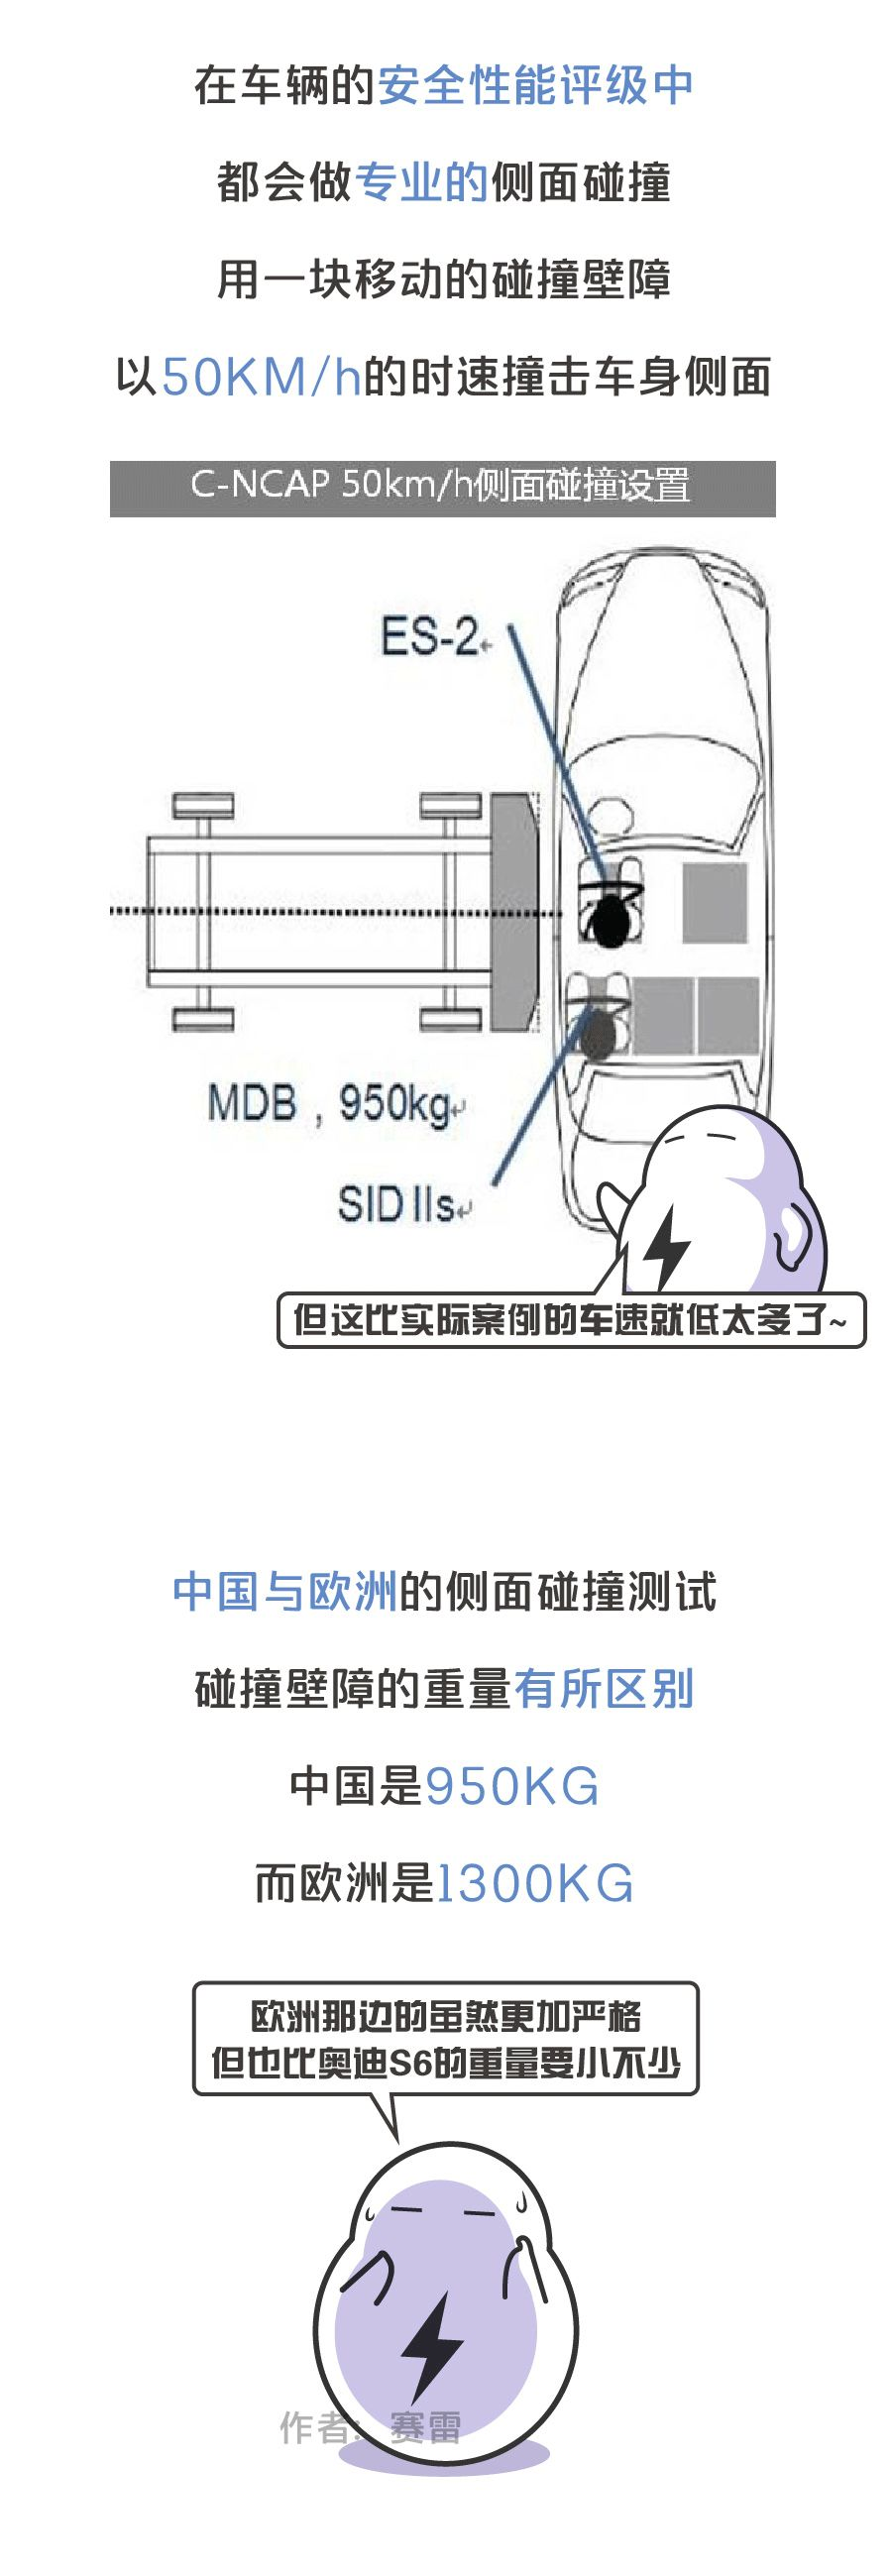 在车辆的安全性能评级中
都会做专业的侧面碰撞
用一块移动的碰撞壁障
以50KM/h的时速撞击车身侧面
C-NCAP 50km/h侧面碰撞设置
ES-2
MDB，950kg
SID IIs
但这比实际案例的车速就低太多了~
中国与欧洲的侧面碰撞测试
碰撞壁障的重量有所区别
中国是950KG
而欧洲是1300KG
欧洲那边的虽然更加严格
但也比奥迪S6的重量要小不少
作者：赛雷